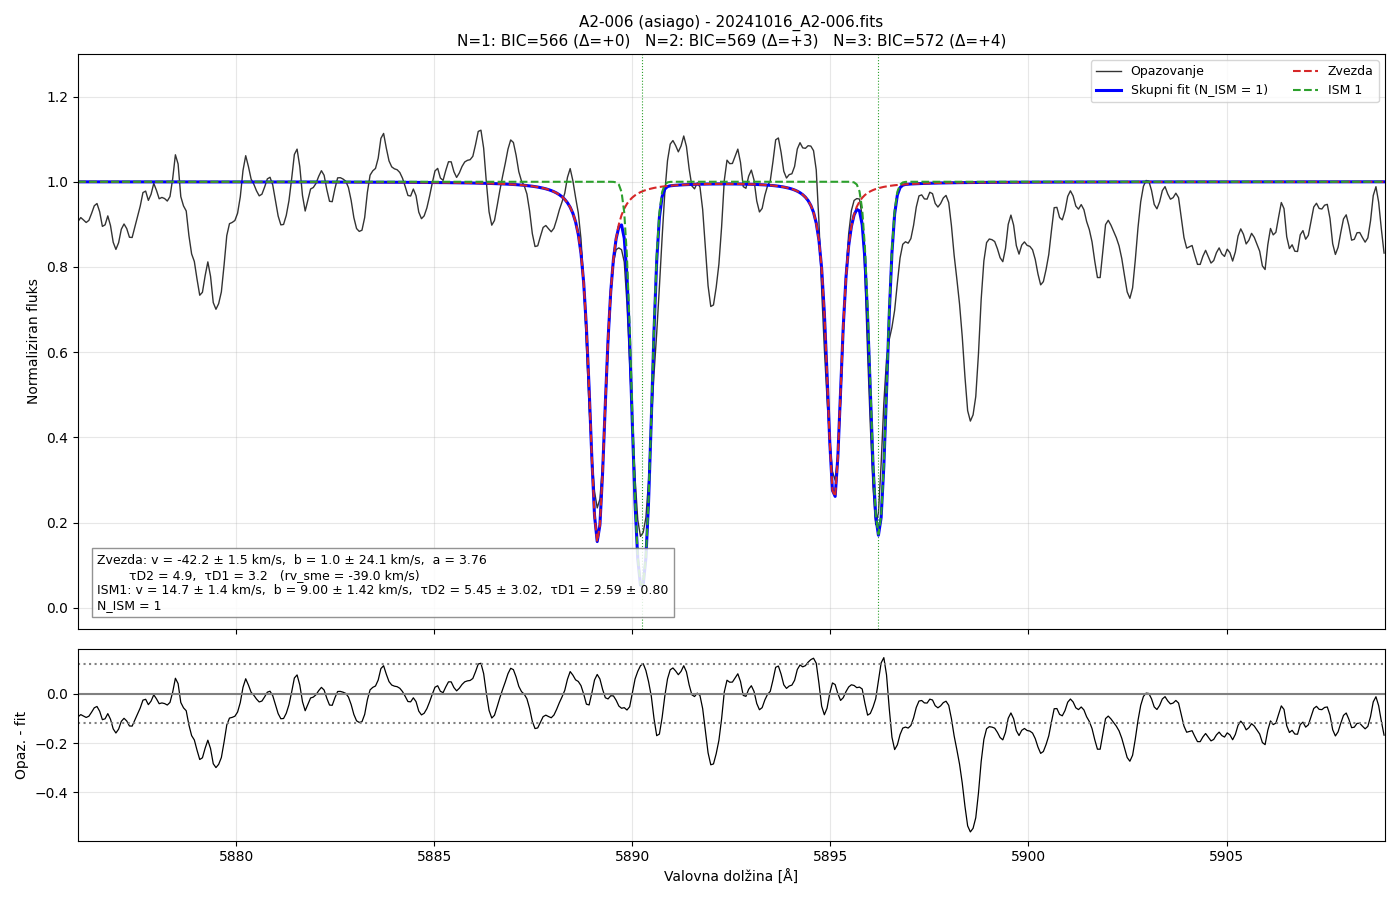 A2-006 (asiago) - 20241016_A2-006.fits
N=1: BIC=566 (Δ=+0)   N=2: BIC=569 (Δ=+3)   N=3: BIC=572 (Δ=+4)
Opazovanje
Skupni fit (N_ISM = 1)
Zvezda
ISM 1
Normaliziran fluks
1.2
1.0
0.8
0.6
0.4
0.2
0.0
Zvezda: v = -42.2 ± 1.5 km/s,  b = 1.0 ± 24.1 km/s,  a = 3.76
τD2 = 4.9,  τD1 = 3.2   (rv_sme = -39.0 km/s)
ISM1: v = 14.7 ± 1.4 km/s,  b = 9.00 ± 1.42 km/s,  τD2 = 5.45 ± 3.02,  τD1 = 2.59 ± 0.80
N_ISM = 1
Opaz. - fit
0.0
−0.2
−0.4
5880
5885
5890
5895
5900
5905
Valovna dolžina [Å]